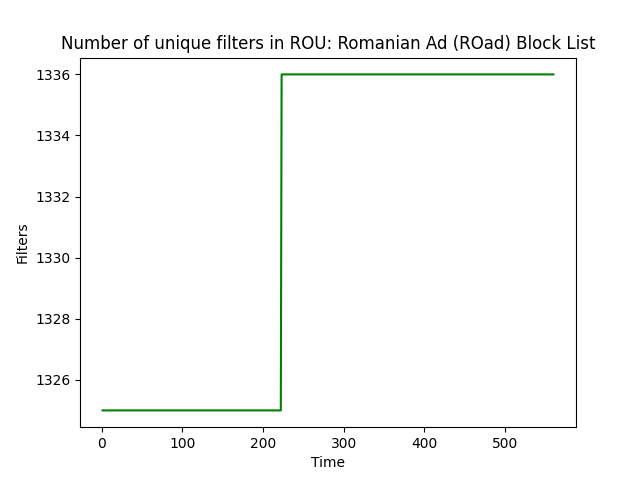 Number of unique filters in ROU: Romanian Ad (ROad) Block List
1336
1334
1332
1330
1328
1326
Filters
0 100 200 300 400 500
Time